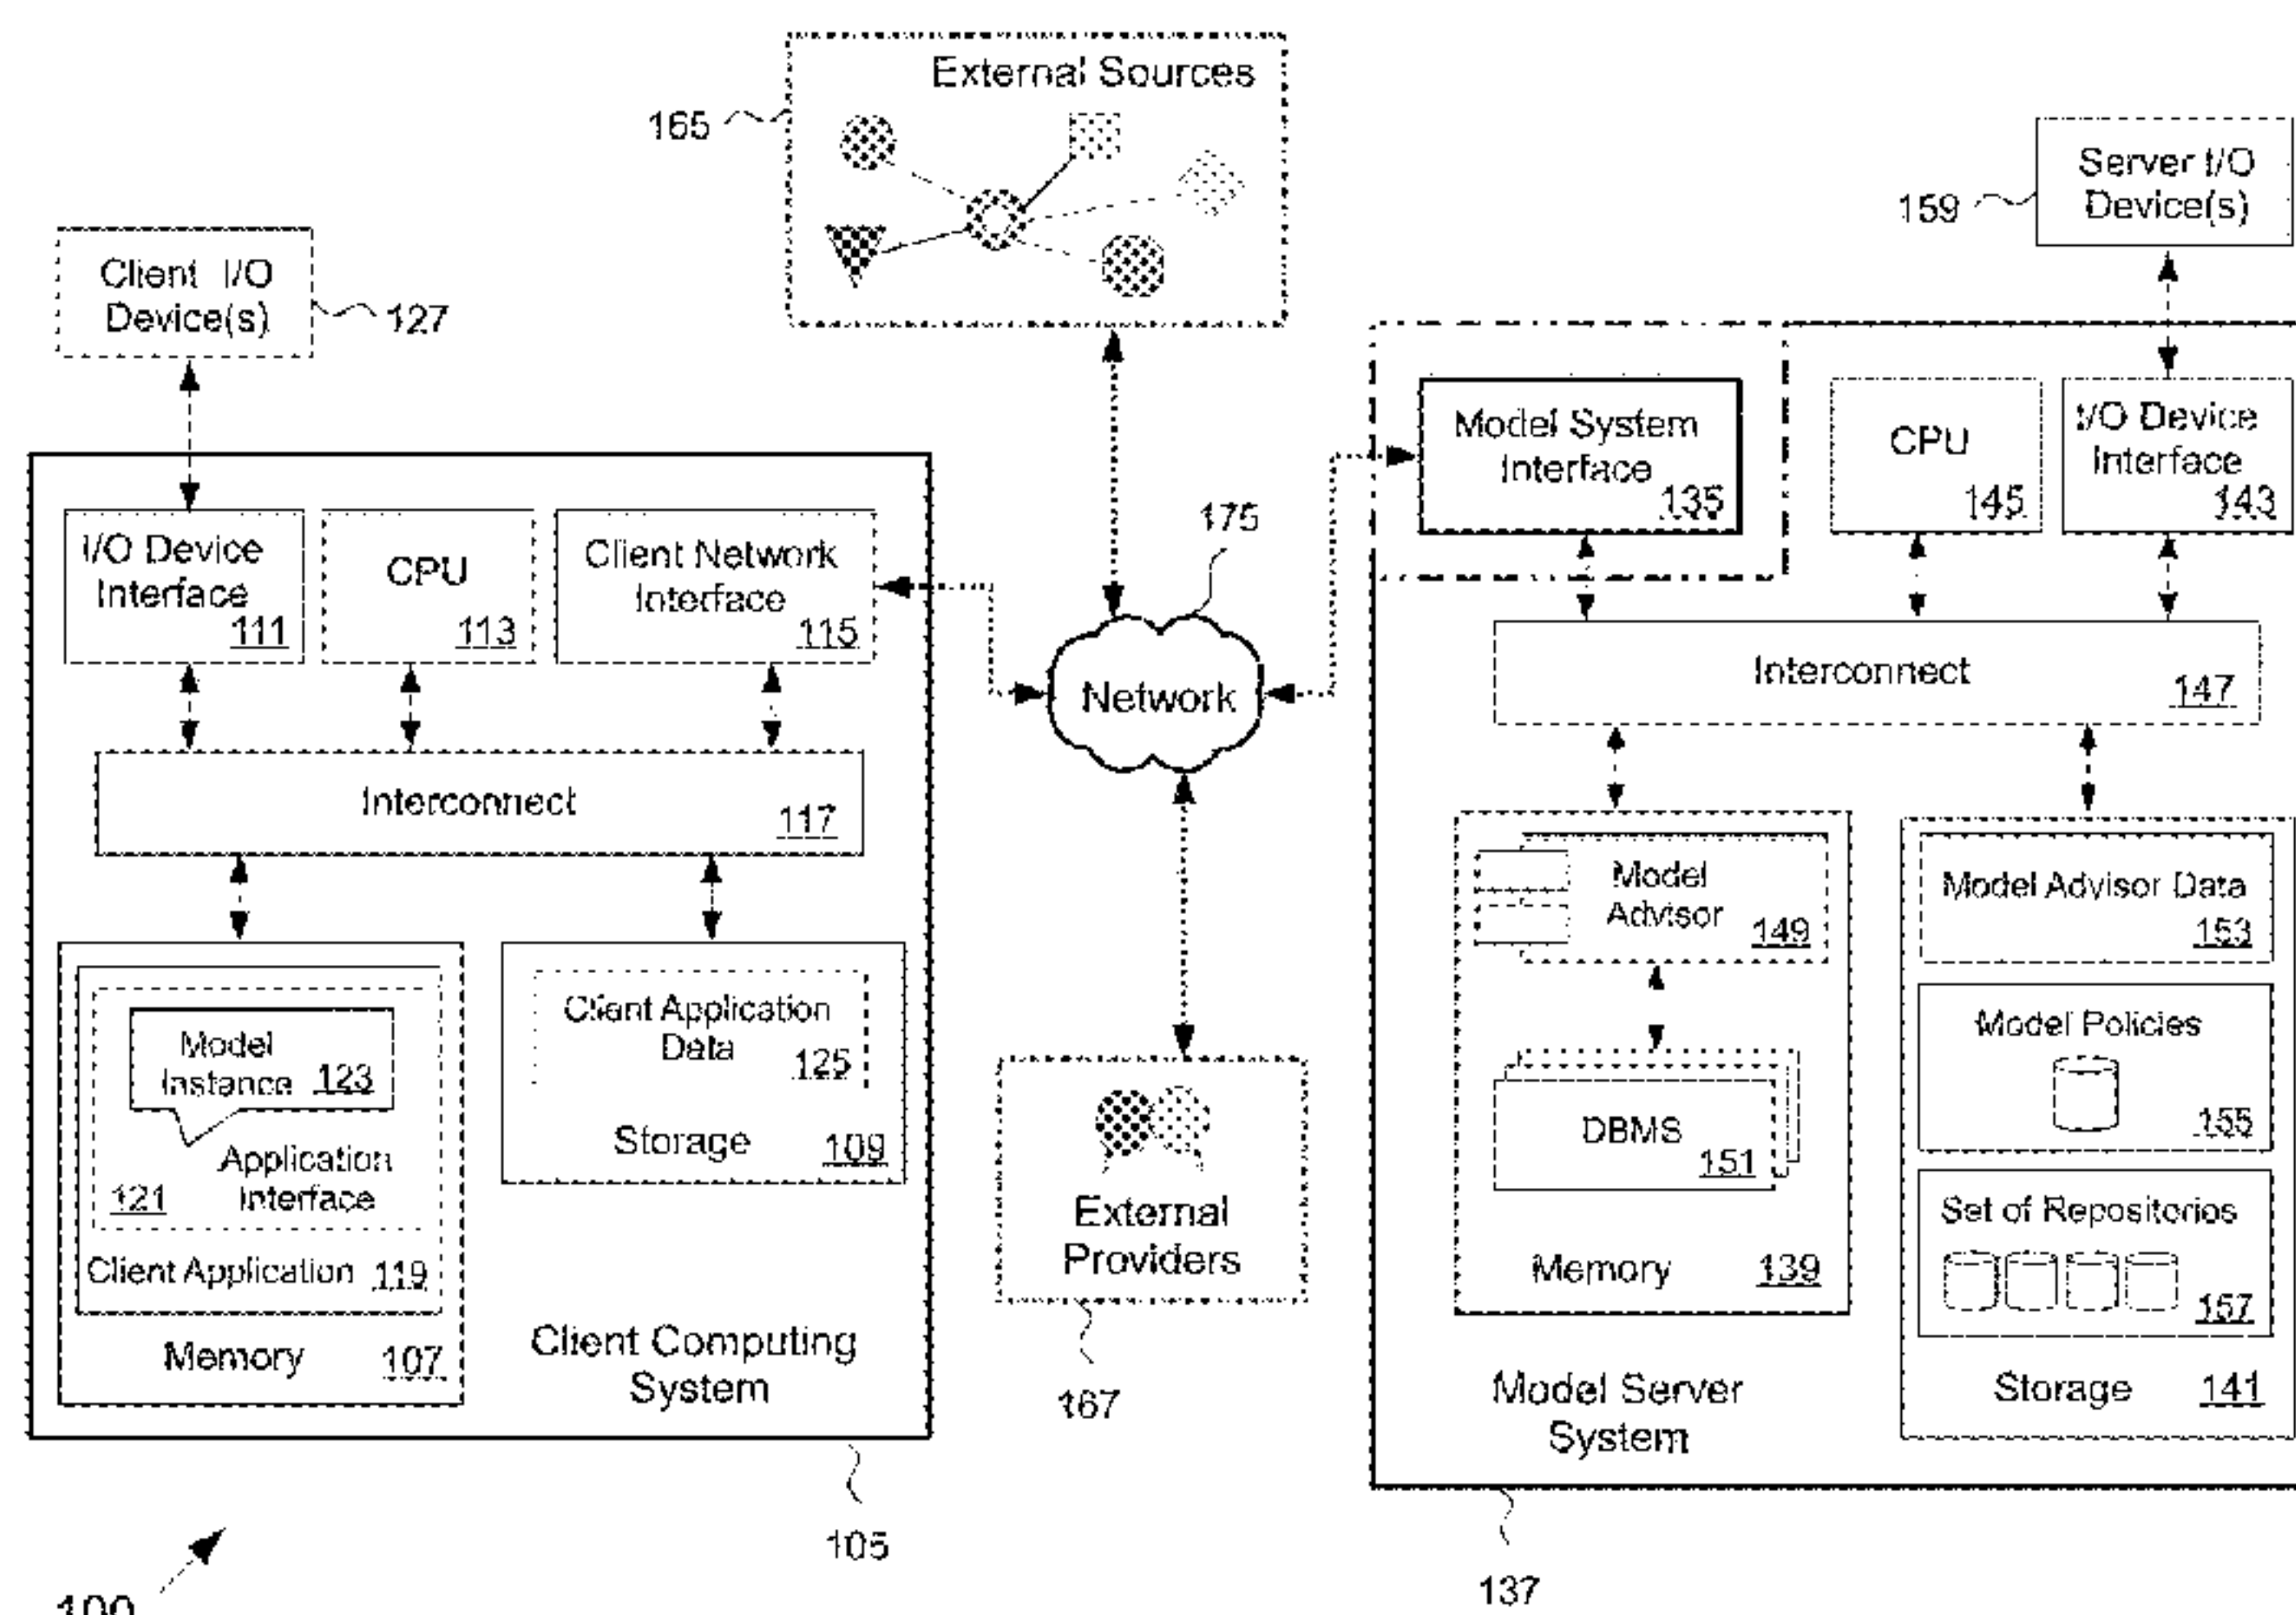 External Sources
165
Server I/O
Device(s)
159
Client I/O
Device(s)
127
Model System
Interface
135
CPU
145
I/O Device
Interface
143
175
I/O Device
Interface
111
CPU
113
Client Network
Interface
115
Network
Interconnect
147
Interconnect
117
Model
Advisor
149
Model Advisor Data
153
Client Application
Data
125
Storage
109
Model
Instance 123
Application
Interface
121
Client Application 119
Memory 107
Client Computing
System
105
Model Policies
155
DBMS
151
Memory 139
External
Providers
167
Set of Repositories
157
Storage 141
Model Server
System
137
100